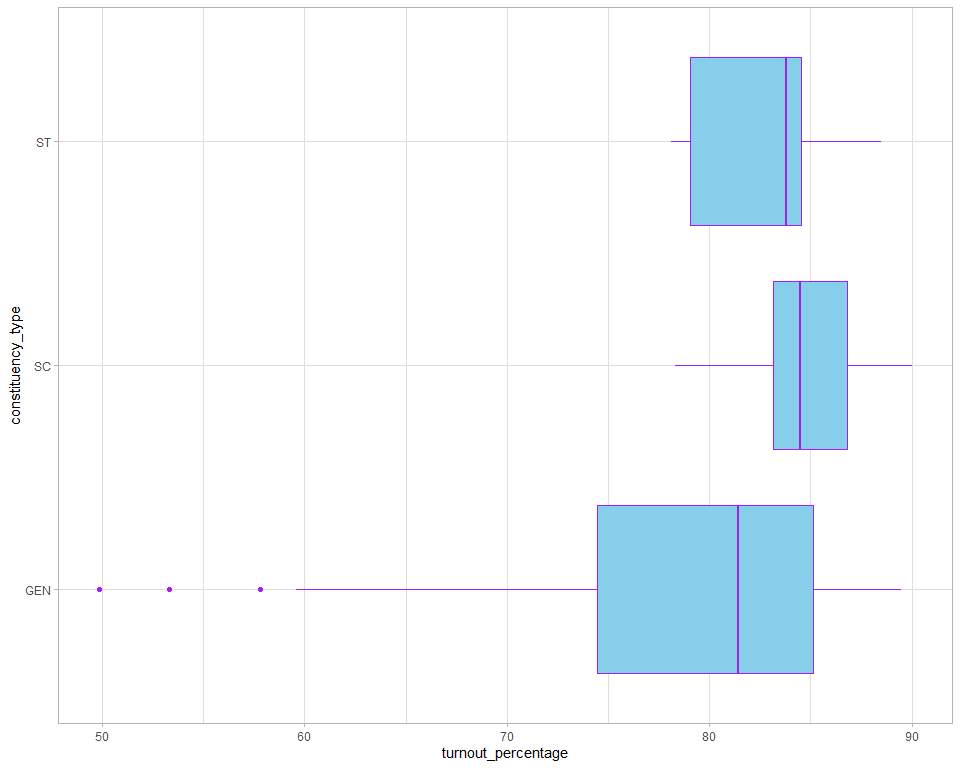 constituency_type
ST
SC
GEN
50 60 70 80 90
turnout_percentage